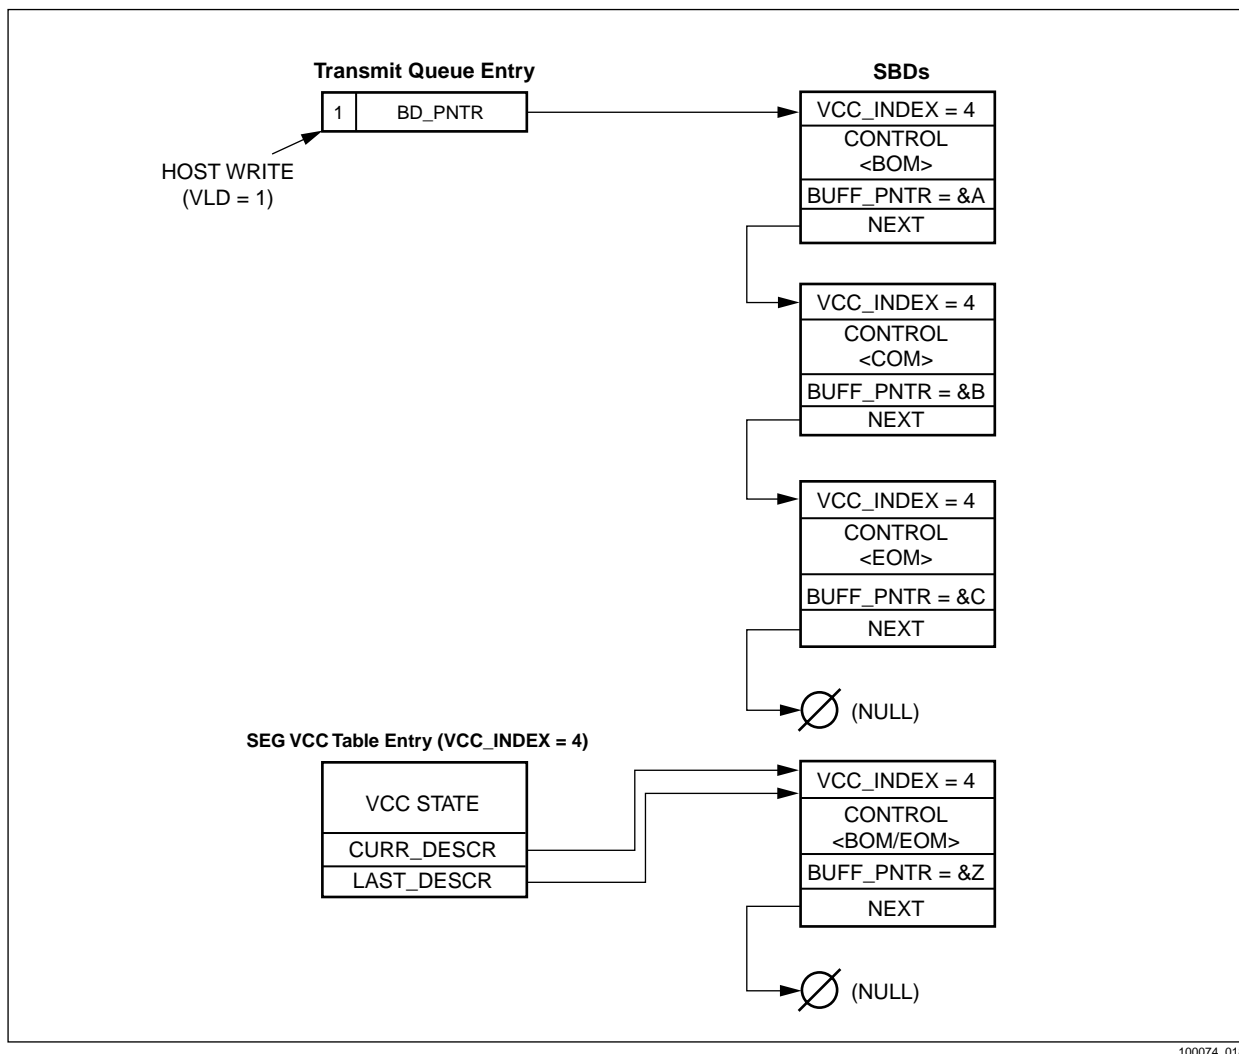 Transmit Queue Entry
SBDs
1 BD_PNTR
HOST WRITE
(VLD = 1)
VCC_INDEX = 4
CONTROL
<BOM>
BUFF_PNTR = &A
NEXT
VCC_INDEX = 4
CONTROL
<COM>
BUFF_PNTR = &B
NEXT
VCC_INDEX = 4
CONTROL
<EOM>
BUFF_PNTR = &C
NEXT
(NULL)
SEG VCC Table Entry (VCC_INDEX = 4)
VCC STATE
CURR_DESCR
LAST_DESCR
VCC_INDEX = 4
CONTROL
<BOM/EOM>
BUFF_PNTR = &Z
NEXT
(NULL)